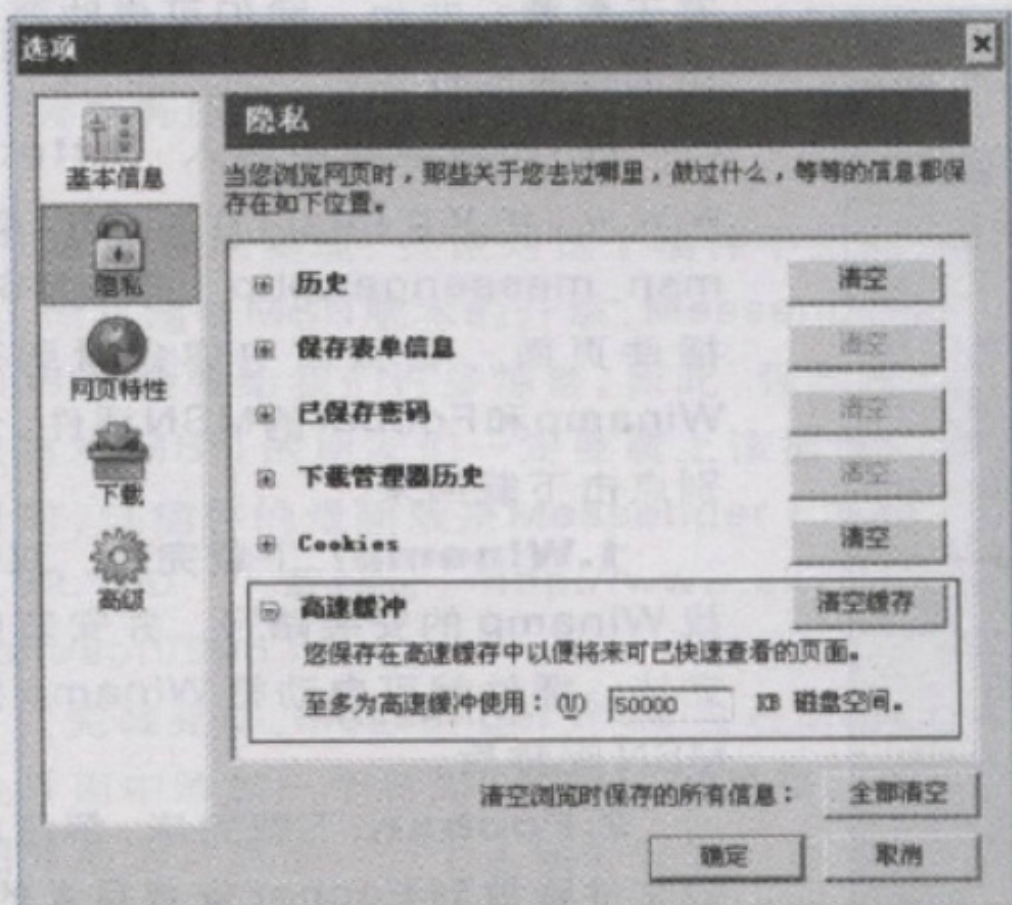 选项
基本信息
隐私
网页特性
下载
高级
隐私
当您浏览网页时，那些关于您去过哪里，做过什么，等等的信息都保
存在如下位置。
历史 清空
保存表单信息 清空
已保存密码 清空
下载管理器历史 清空
Cookies 清空
高速缓冲 清空缓存
您保存在高速缓存中以便将来可已快速查看的页面。
至多为高速缓冲使用：(U) 50000 KB 磁盘空间。
清空浏览时保存的所有信息： 全部清空
确定 取消